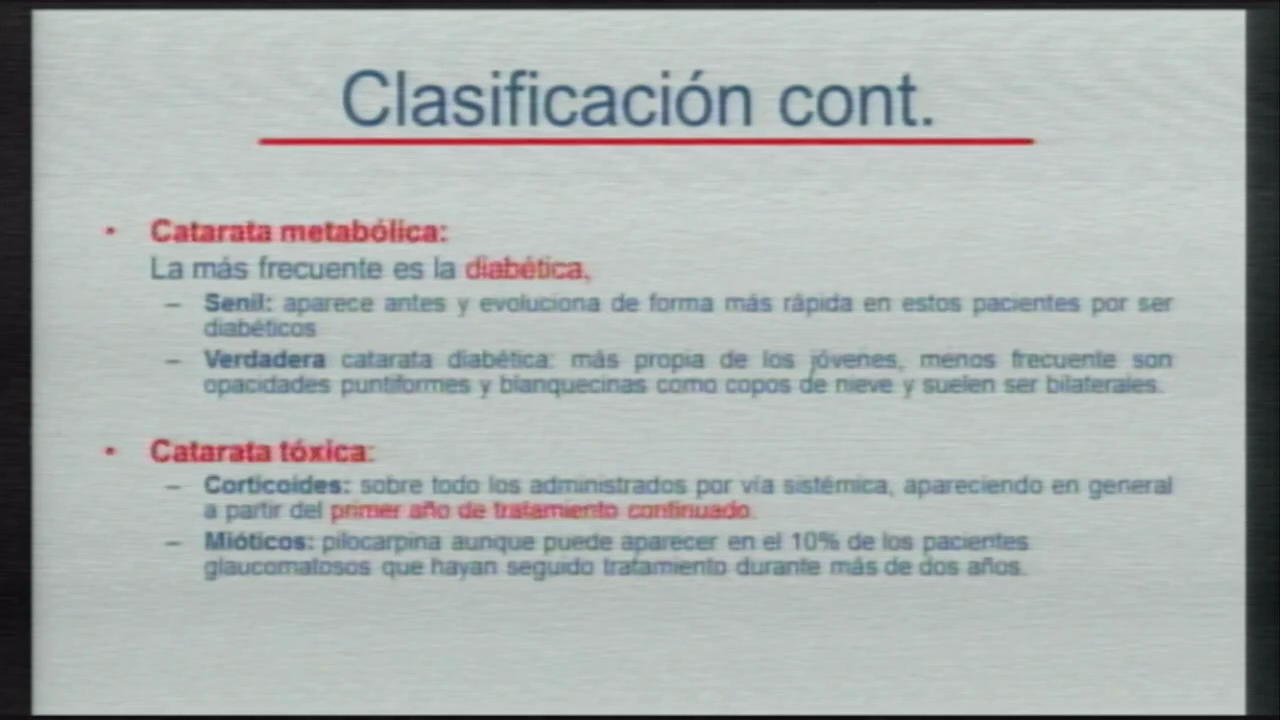 Clasificación cont.
• Catarata metabólica:
La más frecuente es la diabética,
– Senil: aparece antes y evoluciona de forma más rápida en estos pacientes por ser
diabéticos
– Verdadera catarata diabética: más propia de los jóvenes, menos frecuente son
opacidades puntiformes y blanquecinas como copos de nieve y suelen ser bilaterales.
• Catarata tóxica:
– Corticoides: sobre todo los administrados por vía sistémica, apareciendo en general
a partir del primer año de tratamiento continuado.
– Mióticos: pilocarpina aunque puede aparecer en el 10% de los pacientes
glaucomatosos que hayan seguido tratamiento durante más de dos años.